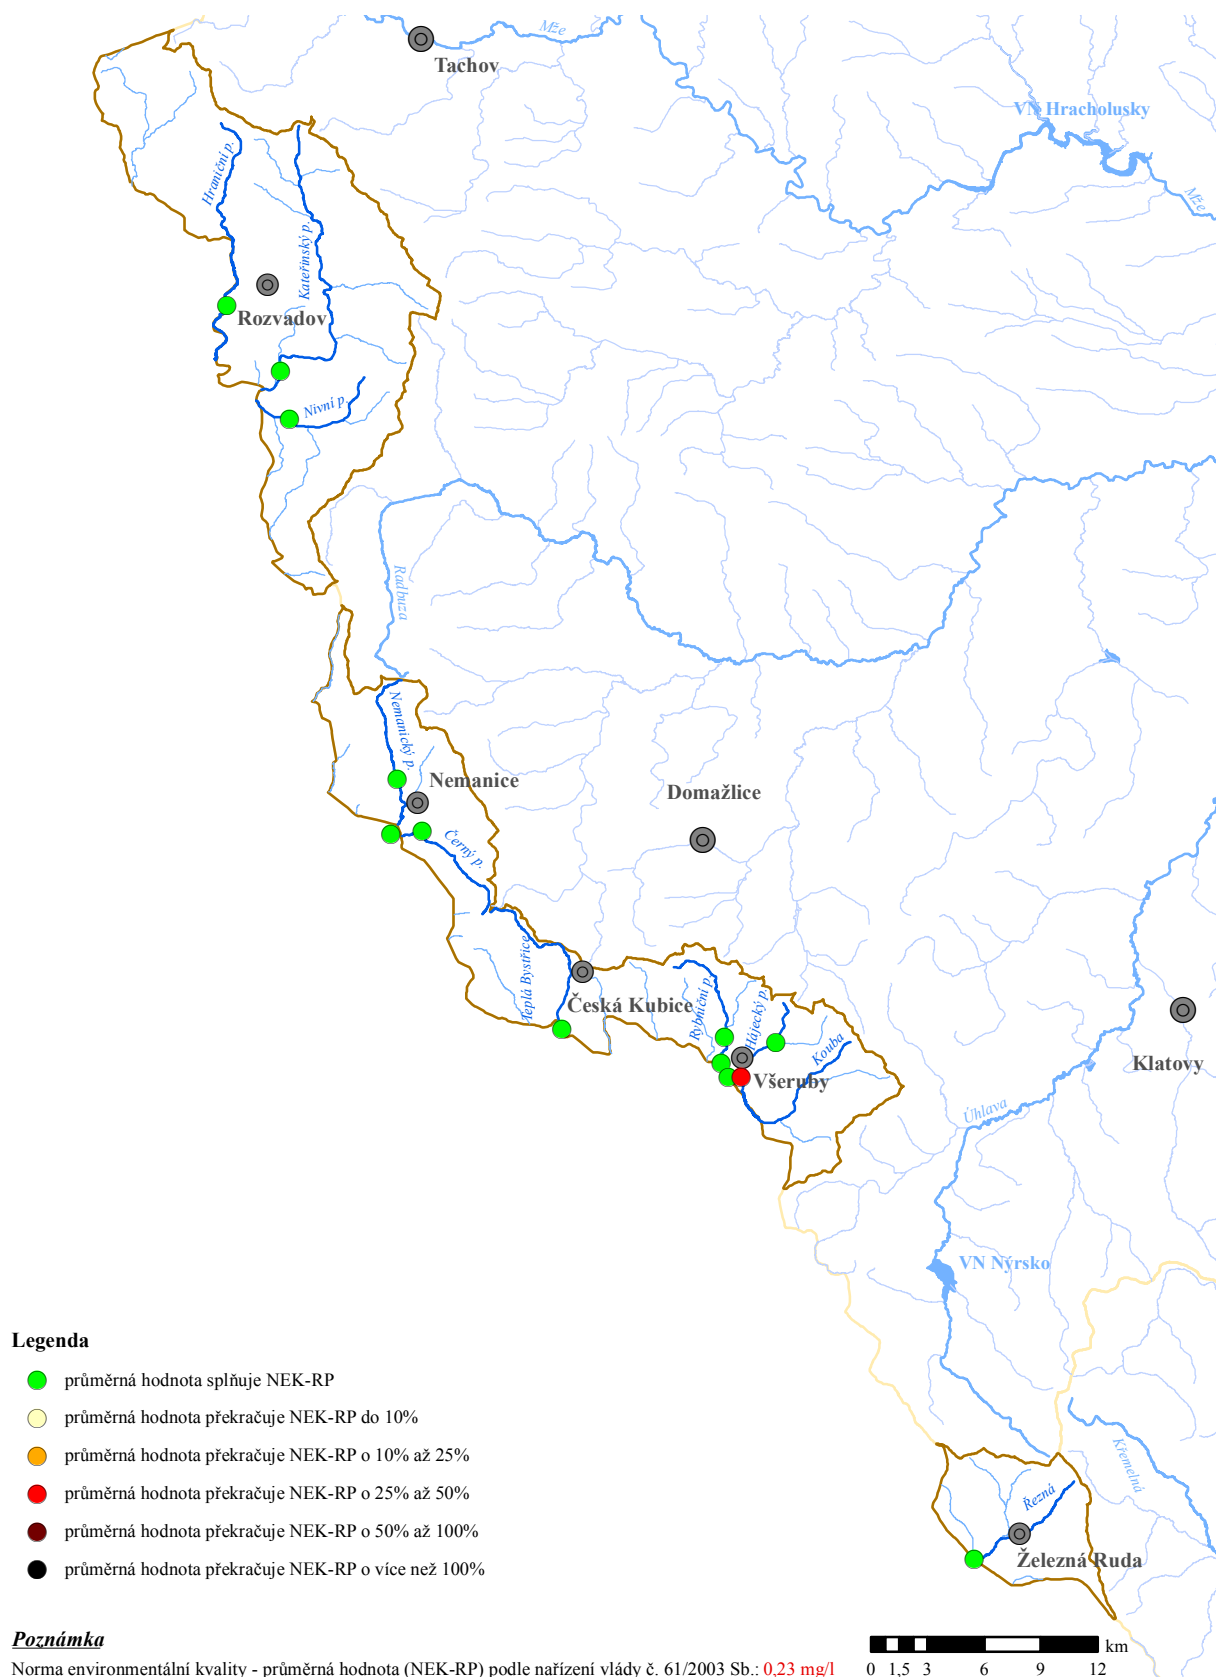 Mže
Tachov
VN Hracholusky
Mže
Hraniční p.
Kateřinský p.
Rozvadov
Nivní p.
Radbuza
Nemanický p.
Nemanice
Domažlice
Černý p.
Teplá Bystřice
Česká Kubice
Rybniční p.
Hájecký p.
Kouba
Všeruby
Klatovy
Úhlava
VN Nýrsko
Křemelná
Řezná
Železná Ruda
Legenda
průměrná hodnota splňuje NEK-RP
průměrná hodnota překračuje NEK-RP do 10%
průměrná hodnota překračuje NEK-RP o 10% až 25%
průměrná hodnota překračuje NEK-RP o 25% až 50%
průměrná hodnota překračuje NEK-RP o 50% až 100%
průměrná hodnota překračuje NEK-RP o více než 100%
Poznámka
Norma environmentální kvality - průměrná hodnota (NEK-RP) podle nařízení vlády č. 61/2003 Sb.: 0,23 mg/l
km
0 1,5 3 6 9 12